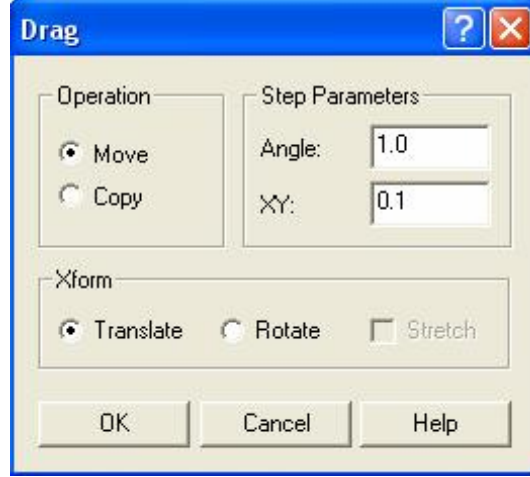 Drag
Operation
Move
Copy
Step Parameters
Angle: 1.0
XY: 0.1
Xform
Translate Rotate Stretch
OK Cancel Help